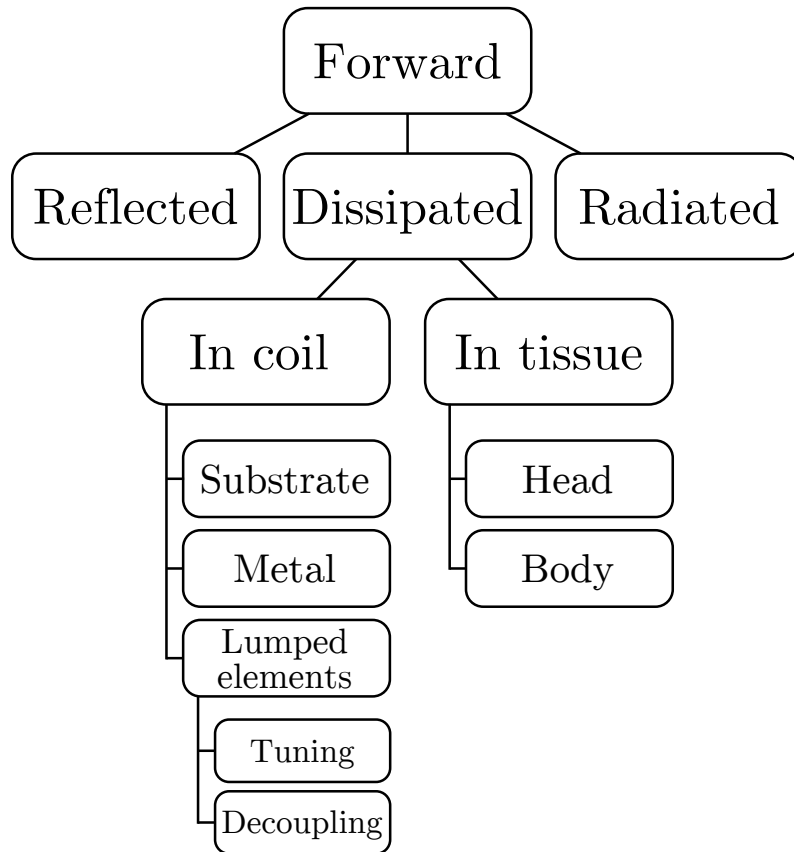 Forward
Reflected
Dissipated
Radiated
In coil
In tissue
Substrate
Metal
Lumped
elements
Tuning
Decoupling
Head
Body